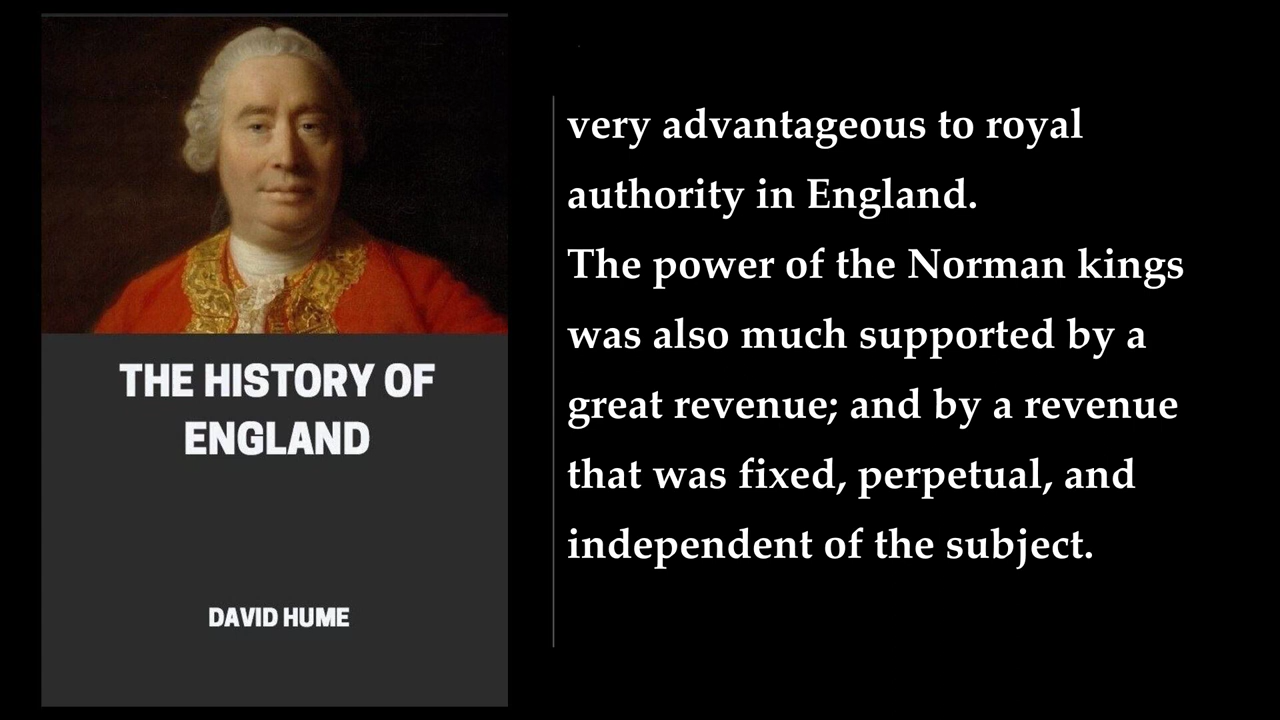 THE HISTORY OF
ENGLAND
DAVID HUME
very advantageous to royal
authority in England.
The power of the Norman kings
was also much supported by a
great revenue; and by a revenue
that was fixed, perpetual, and
independent of the subject.